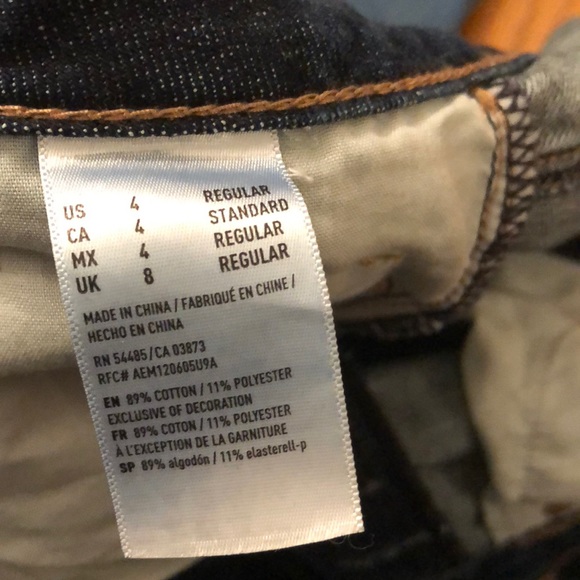 US 4 REGULAR
CA 4 STANDARD
MX 4 REGULAR
UK 8 REGULAR
MADE IN CHINA / FABRIQUÉ EN CHINE /
HECHO EN CHINA
RN 54485 / CA 03873
RFC# AEM120605U9A
EN 89% COTTON / 11% POLYESTER
EXCLUSIVE OF DECORATION
FR 89% COTON / 11% POLYESTER
À L'EXCEPTION DE LA GARNITURE
SP 89% algodón / 11% elasterell-p